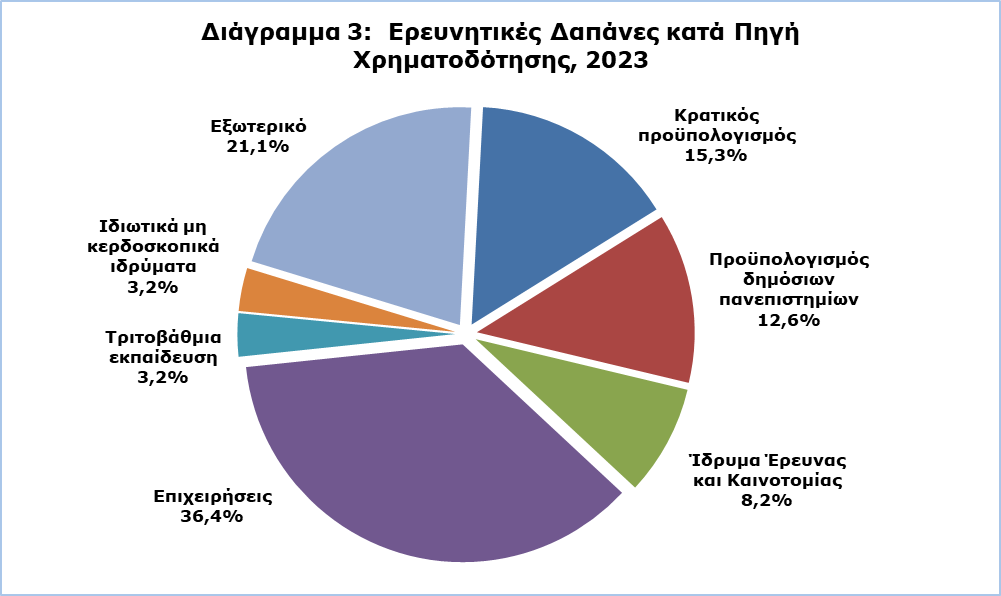 Διάγραμμα 3:  Ερευνητικές Δαπάνες κατά Πηγή
Χρηματοδότησης, 2023
Κρατικός
προϋπολογισμός
15,3%
Προϋπολογισμός
δημόσιων
πανεπιστημίων
12,6%
Ίδρυμα Έρευνας
και Καινοτομίας
8,2%
Επιχειρήσεις
36,4%
Τριτοβάθμια
εκπαίδευση
3,2%
Ιδιωτικά μη
κερδοσκοπικά
ιδρύματα
3,2%
Εξωτερικό
21,1%